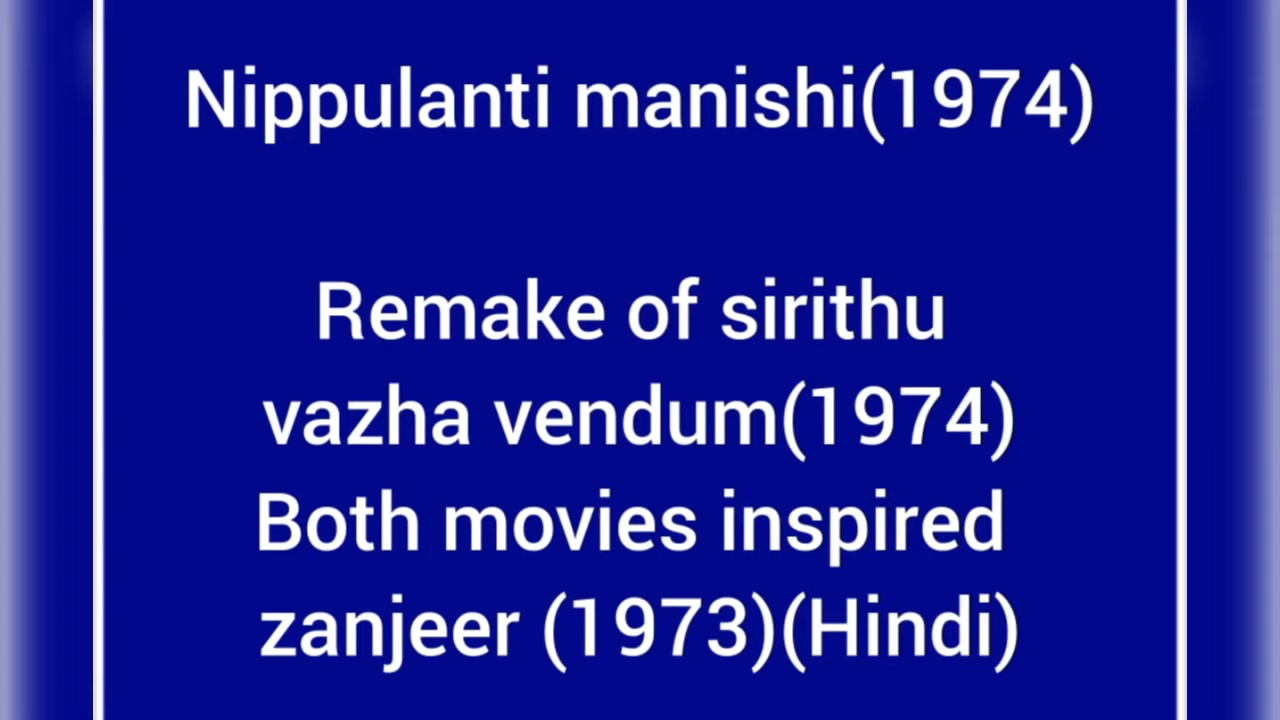 Nippulanti manishi(1974)
Remake of sirithu
vazha vendum(1974)
Both movies inspired
zanjeer (1973)(Hindi)